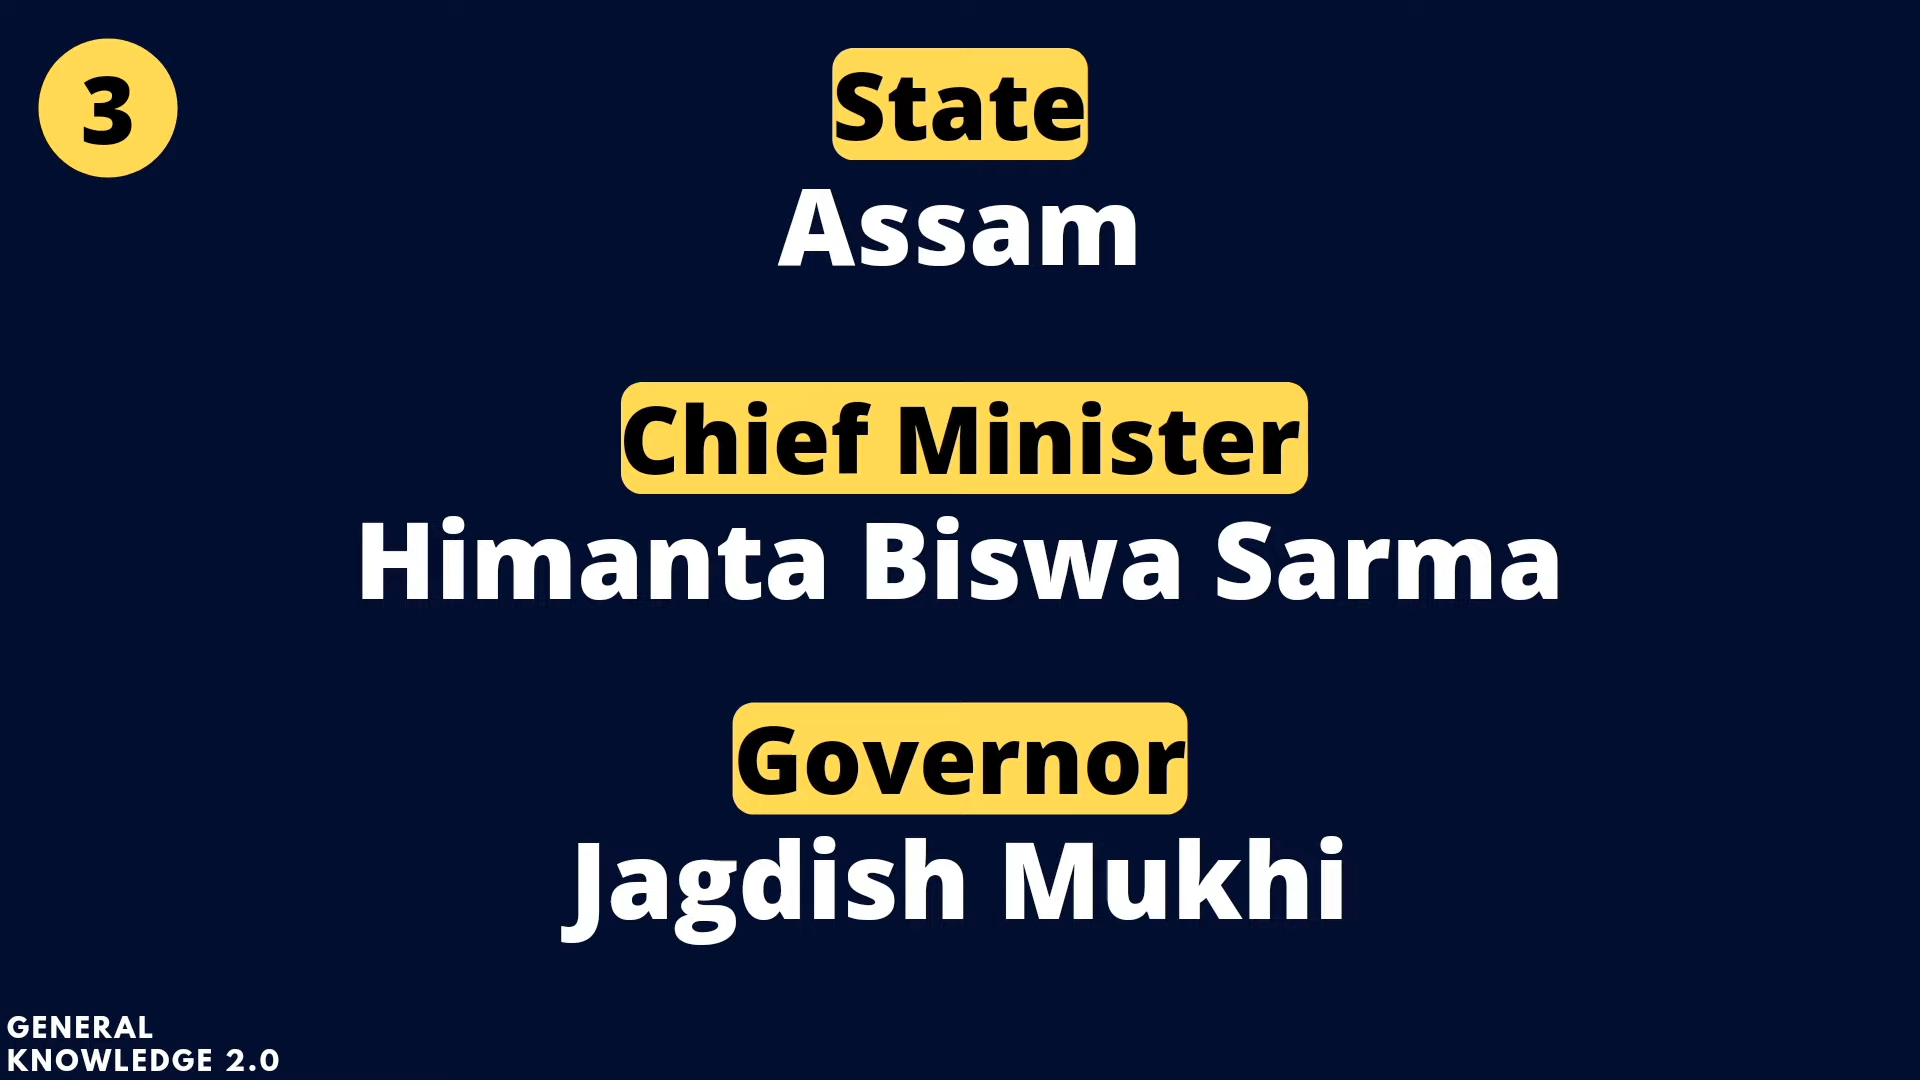 3
State
Assam
Chief Minister
Himanta Biswa Sarma
Governor
Jagdish Mukhi
GENERAL
KNOWLEDGE 2.0